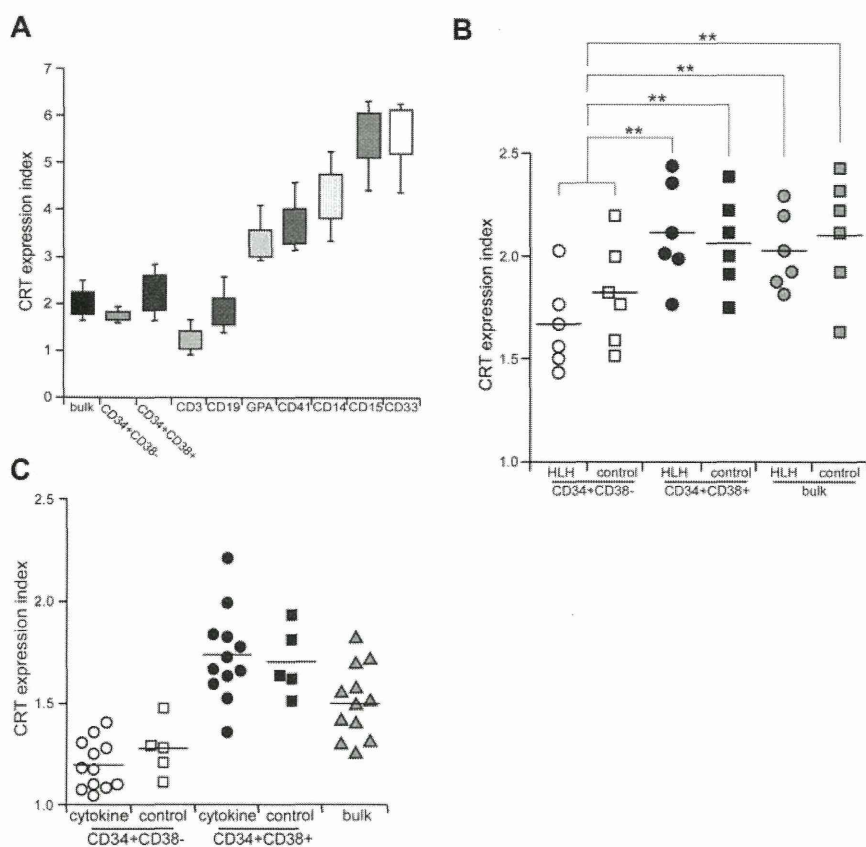 A
CRT expression index
7
6
5
4
3
2
1
0
bulk
CD34+CD38-
CD34+CD38+
CD3
CD19
GPA
CD41
CD14
CD15
CD33
B
**
**
**
**
CRT expression index
2.5
2.0
1.5
1.0
HLH control HLH control HLH control
CD34+CD38- CD34+CD38+ bulk
C
CRT expression index
2.5
2.0
1.5
1.0
cytokine control cytokine control bulk
CD34+CD38- CD34+CD38+